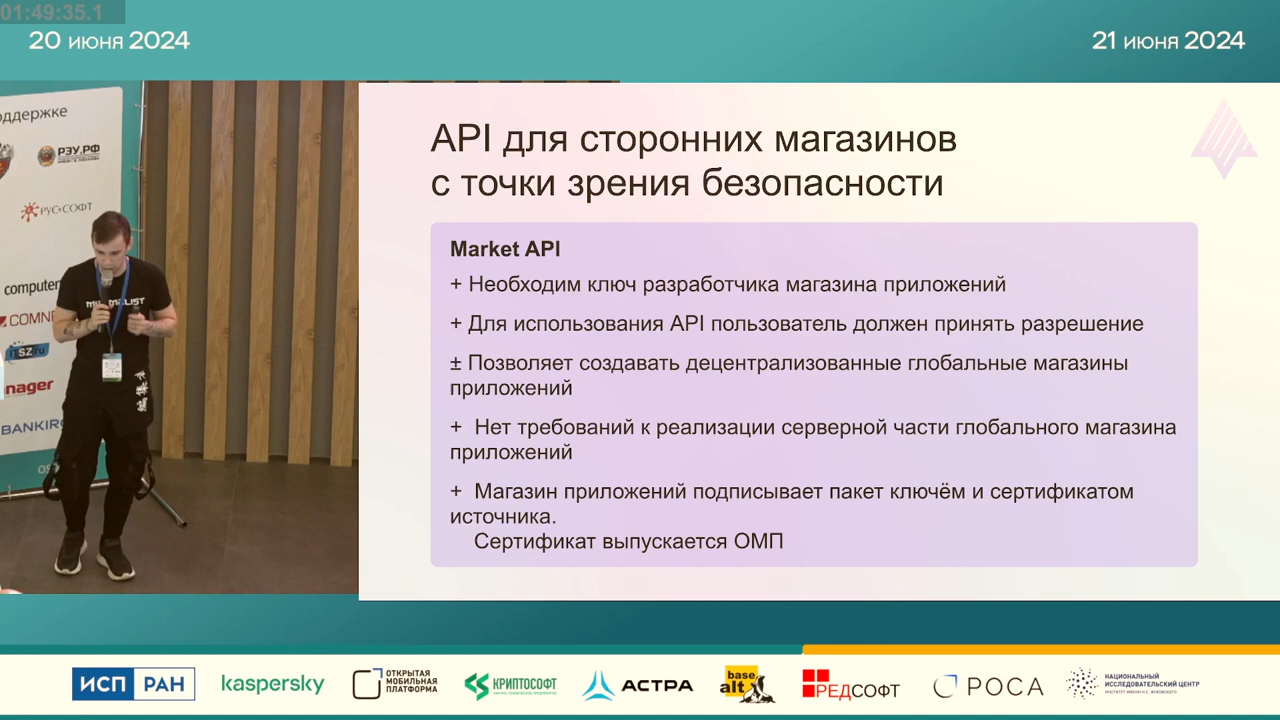 01:49:35.1
20 июня 2024
21 июня 2024
оддержке
РЭУ.РФ
РУССОФТ
computer
COMNE
ITSZ.ru
nager
BANKIRO
API для сторонних магазинов
с точки зрения безопасности
Market API
+ Необходим ключ разработчика магазина приложений
+ Для использования API пользователь должен принять разрешение
± Позволяет создавать децентрализованные глобальные магазины
приложений
+ Нет требований к реализации серверной части глобального магазина
приложений
+ Магазин приложений подписывает пакет ключём и сертификатом
источника.
Сертификат выпускается ОМП
ИСП РАН
kaspersky
ОТКРЫТАЯ
МОБИЛЬНАЯ
ПЛАТФОРМА
КРИПТОСОФТ
АСТРА
base
alt
РЕДСОФТ
РОСА
НАЦИОНАЛЬНЫЙ
ИССЛЕДОВАТЕЛЬСКИЙ ЦЕНТР